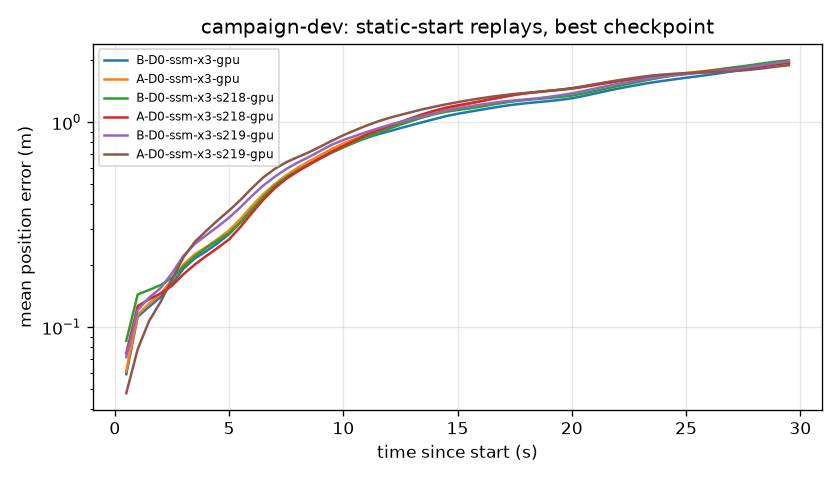 campaign-dev: static-start replays, best checkpoint
B-D0-ssm-x3-gpu
A-D0-ssm-x3-gpu
B-D0-ssm-x3-s218-gpu
A-D0-ssm-x3-s218-gpu
B-D0-ssm-x3-s219-gpu
A-D0-ssm-x3-s219-gpu
mean position error (m)
10⁰
10⁻¹
0 5 10 15 20 25 30
time since start (s)